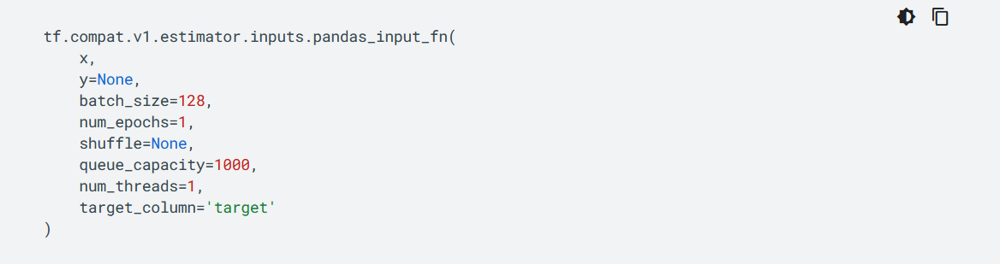 tf.compat.v1.estimator.inputs.pandas_input_fn(
    x,
    y=None,
    batch_size=128,
    num_epochs=1,
    shuffle=None,
    queue_capacity=1000,
    num_threads=1,
    target_column='target'
)